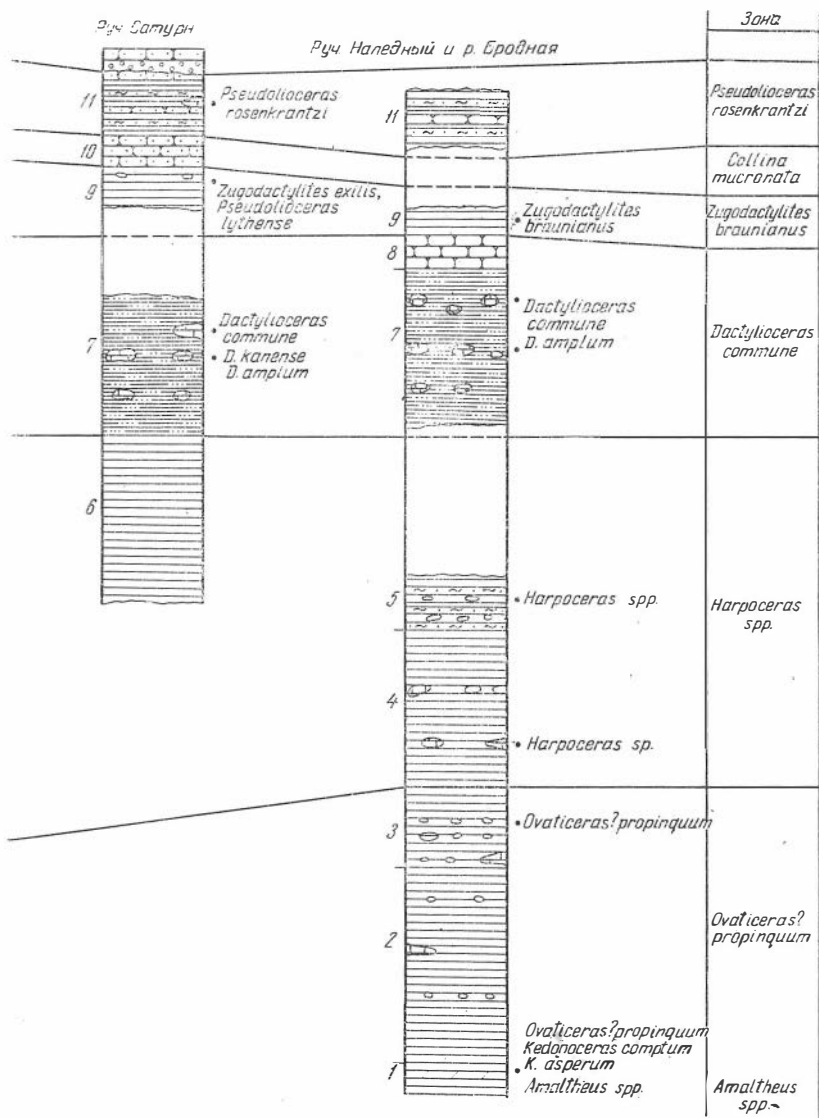 Руч Сатурн
Руч Наледный и р. Бродная
Зона
11
Pseudolioceras
rosenkrantzi
10
9
Zugodactylites exilis,
Pseudolioceras
lythense
7
Dactylioceras
commune
D. kanense
D. amplum
6
11
9
Zugodactylites
braunianus
8
7
Dactylioceras
commune
D. amplum
5
Harpoceras spp.
4
Harpoceras sp.
3
Ovaticeras? propinquum
2
Ovaticeras? propinquum
Kedonoceras comptum
1
K. asperum
Amaltheus spp.
Pseudolioceras
rosenkrantzi
Collina
mucronata
Zugodactylites
braunianus
Dactylioceras
commune
Harpoceras
spp.
Ovaticeras?
propinquum
Amaltheus
spp.